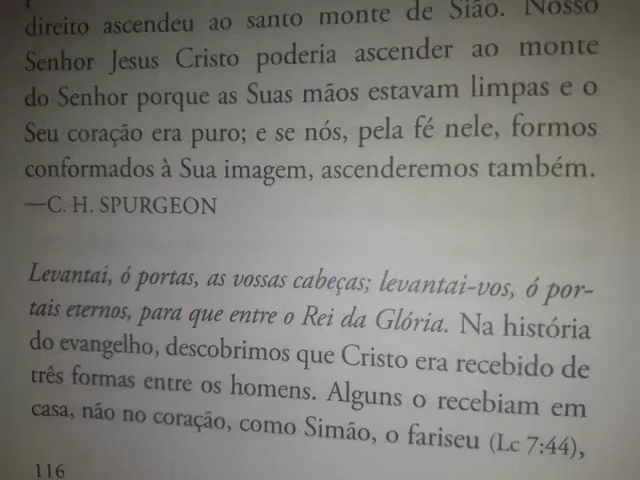 direito ascendeu ao santo monte de Sião. Nosso
Senhor Jesus Cristo poderia ascender ao monte
do Senhor porque as Suas mãos estavam limpas e o
Seu coração era puro; e se nós, pela fé nele, formos
conformados à Sua imagem, ascenderemos também.
—C. H. SPURGEON
Levantai, ó portas, as vossas cabeças; levantai-vos, ó por-
tais eternos, para que entre o Rei da Glória. Na história
do evangelho, descobrimos que Cristo era recebido de
três formas entre os homens. Alguns o recebiam em
casa, não no coração, como Simão, o fariseu (Lc 7:44),
116